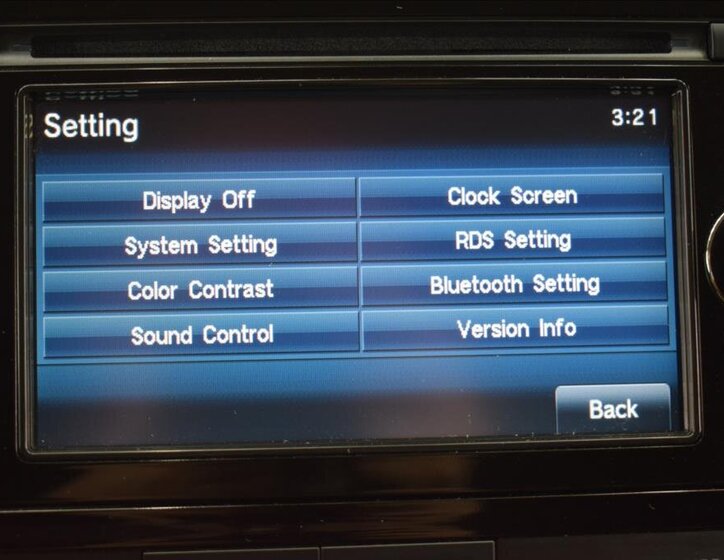 Setting
3:21
Display Off
Clock Screen
System Setting
RDS Setting
Color Contrast
Bluetooth Setting
Sound Control
Version Info
Back